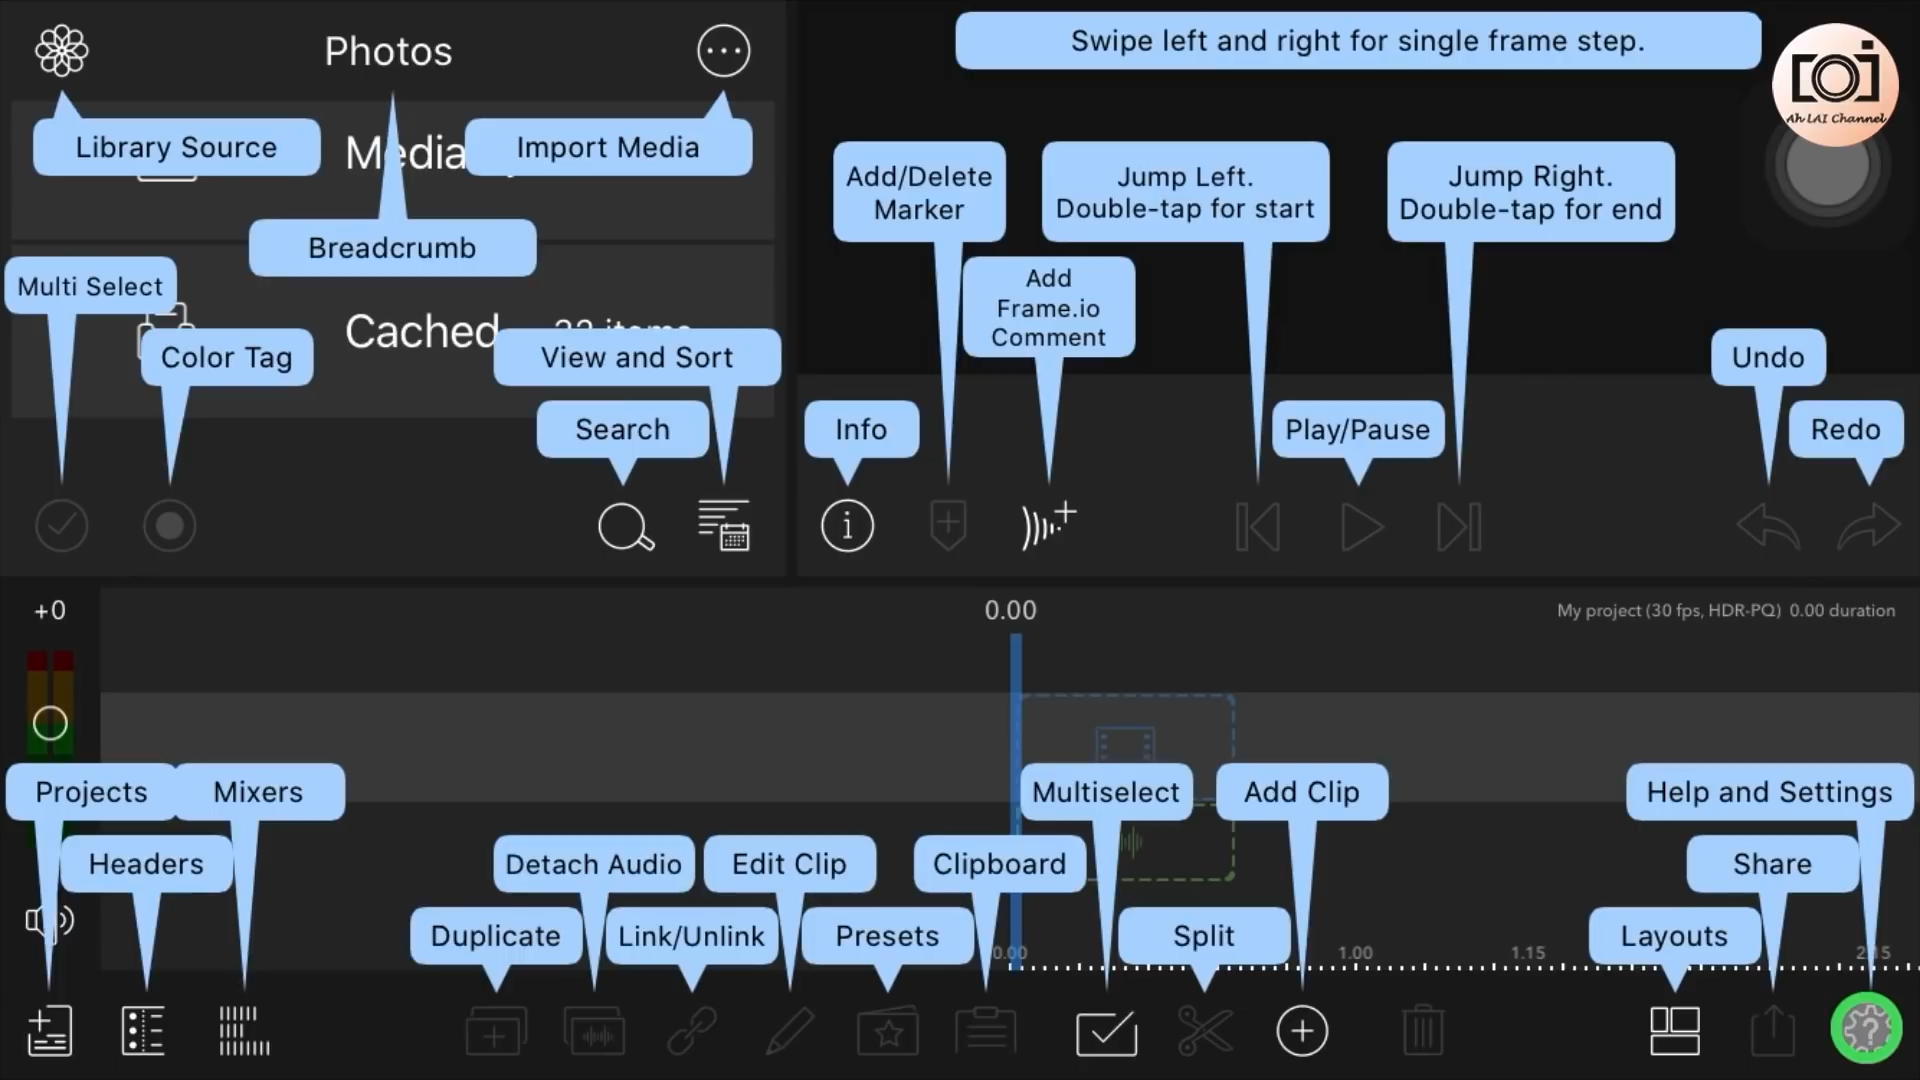 Photos
Swipe left and right for single frame step.
Ah LAI Channel
Library Source
Media
Import Media
Add/Delete
Marker
Jump Left.
Double-tap for start
Jump Right.
Double-tap for end
Breadcrumb
Multi Select
Add
Frame.io
Comment
Cached
Color Tag
View and Sort
Undo
Search
Info
Play/Pause
Redo
+0
0.00
My project (30 fps, HDR-PQ) 0.00 duration
Projects
Mixers
Multiselect
Add Clip
Help and Settings
Headers
Detach Audio
Edit Clip
Clipboard
Share
Duplicate
Link/Unlink
Presets
Split
Layouts
0.00
1.00
1.15
2.15